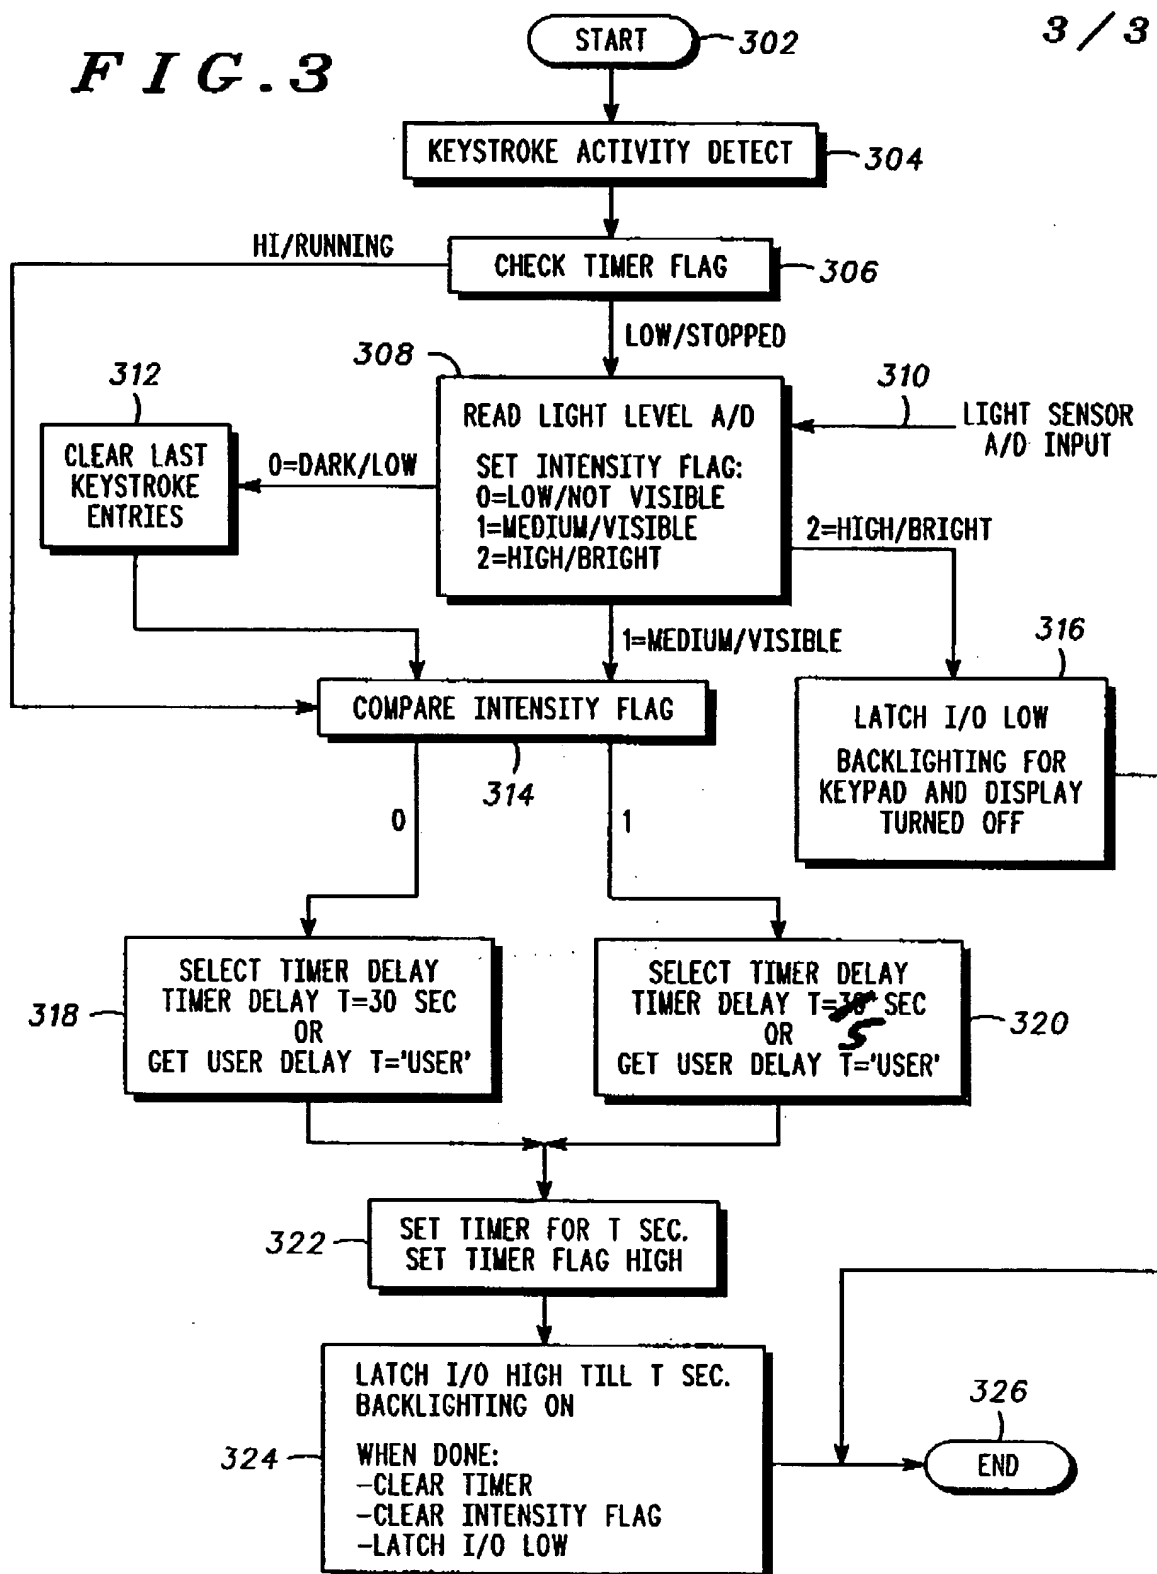 FIG.3
3/3
START
302
KEYSTROKE ACTIVITY DETECT
304
HI/RUNNING
CHECK TIMER FLAG
306
LOW/STOPPED
308
312
310
READ LIGHT LEVEL A/D
SET INTENSITY FLAG:
0=LOW/NOT VISIBLE
1=MEDIUM/VISIBLE
2=HIGH/BRIGHT
LIGHT SENSOR
A/D INPUT
CLEAR LAST
KEYSTROKE
ENTRIES
0=DARK/LOW
2=HIGH/BRIGHT
1=MEDIUM/VISIBLE
316
COMPARE INTENSITY FLAG
314
LATCH I/O LOW
BACKLIGHTING FOR
KEYPAD AND DISPLAY
TURNED OFF
0
1
318
SELECT TIMER DELAY
TIMER DELAY T=30 SEC
OR
GET USER DELAY T='USER'
SELECT TIMER DELAY
TIMER DELAY T=30 SEC
5
OR
GET USER DELAY T='USER'
320
322
SET TIMER FOR T SEC.
SET TIMER FLAG HIGH
324
LATCH I/O HIGH TILL T SEC.
BACKLIGHTING ON
WHEN DONE:
-CLEAR TIMER
-CLEAR INTENSITY FLAG
-LATCH I/O LOW
326
END